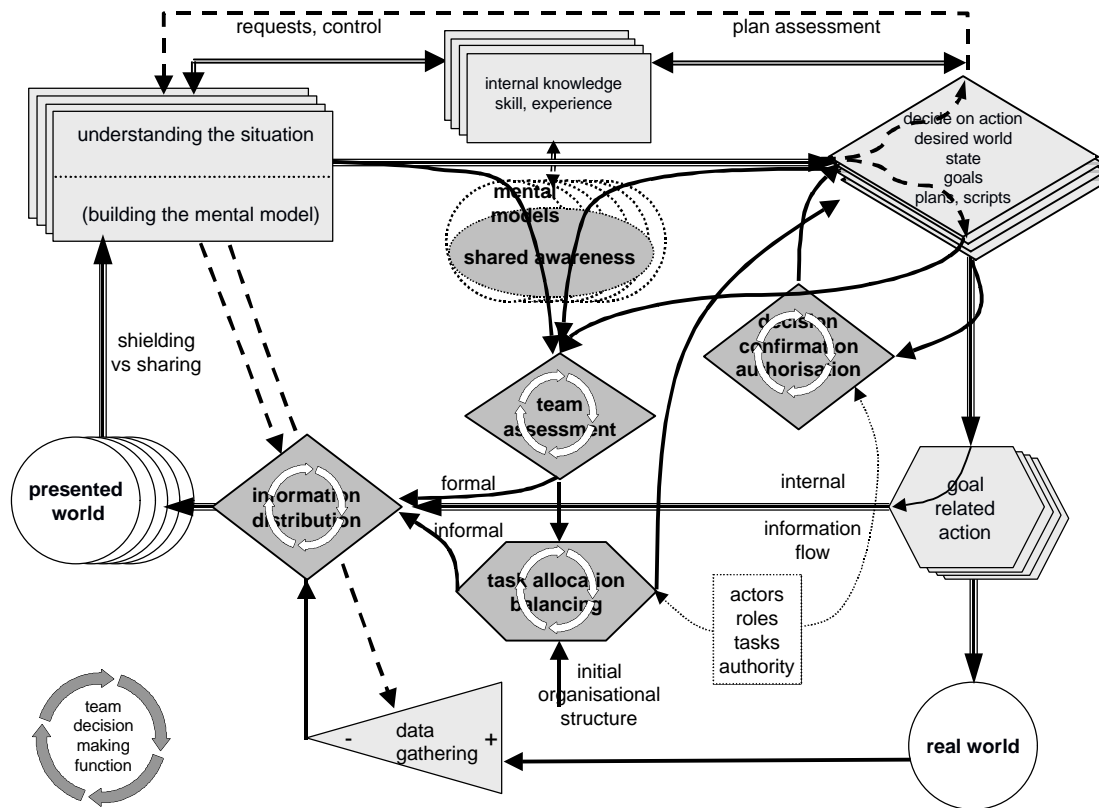 requests, control
plan assessment
internal knowledge
skill, experience
understanding the situation
(building the mental model)
decide on action
desired world
state
goals
plans, scripts
mental
models
shared awareness
shielding
vs sharing
decision
confirmation
authorisation
team
assessment
presented
world
information
distribution
formal
informal
internal
information
flow
goal
related
action
task allocation
balancing
actors
roles
tasks
authority
initial
organisational
structure
team
decision
making
function
- data +
gathering
real world